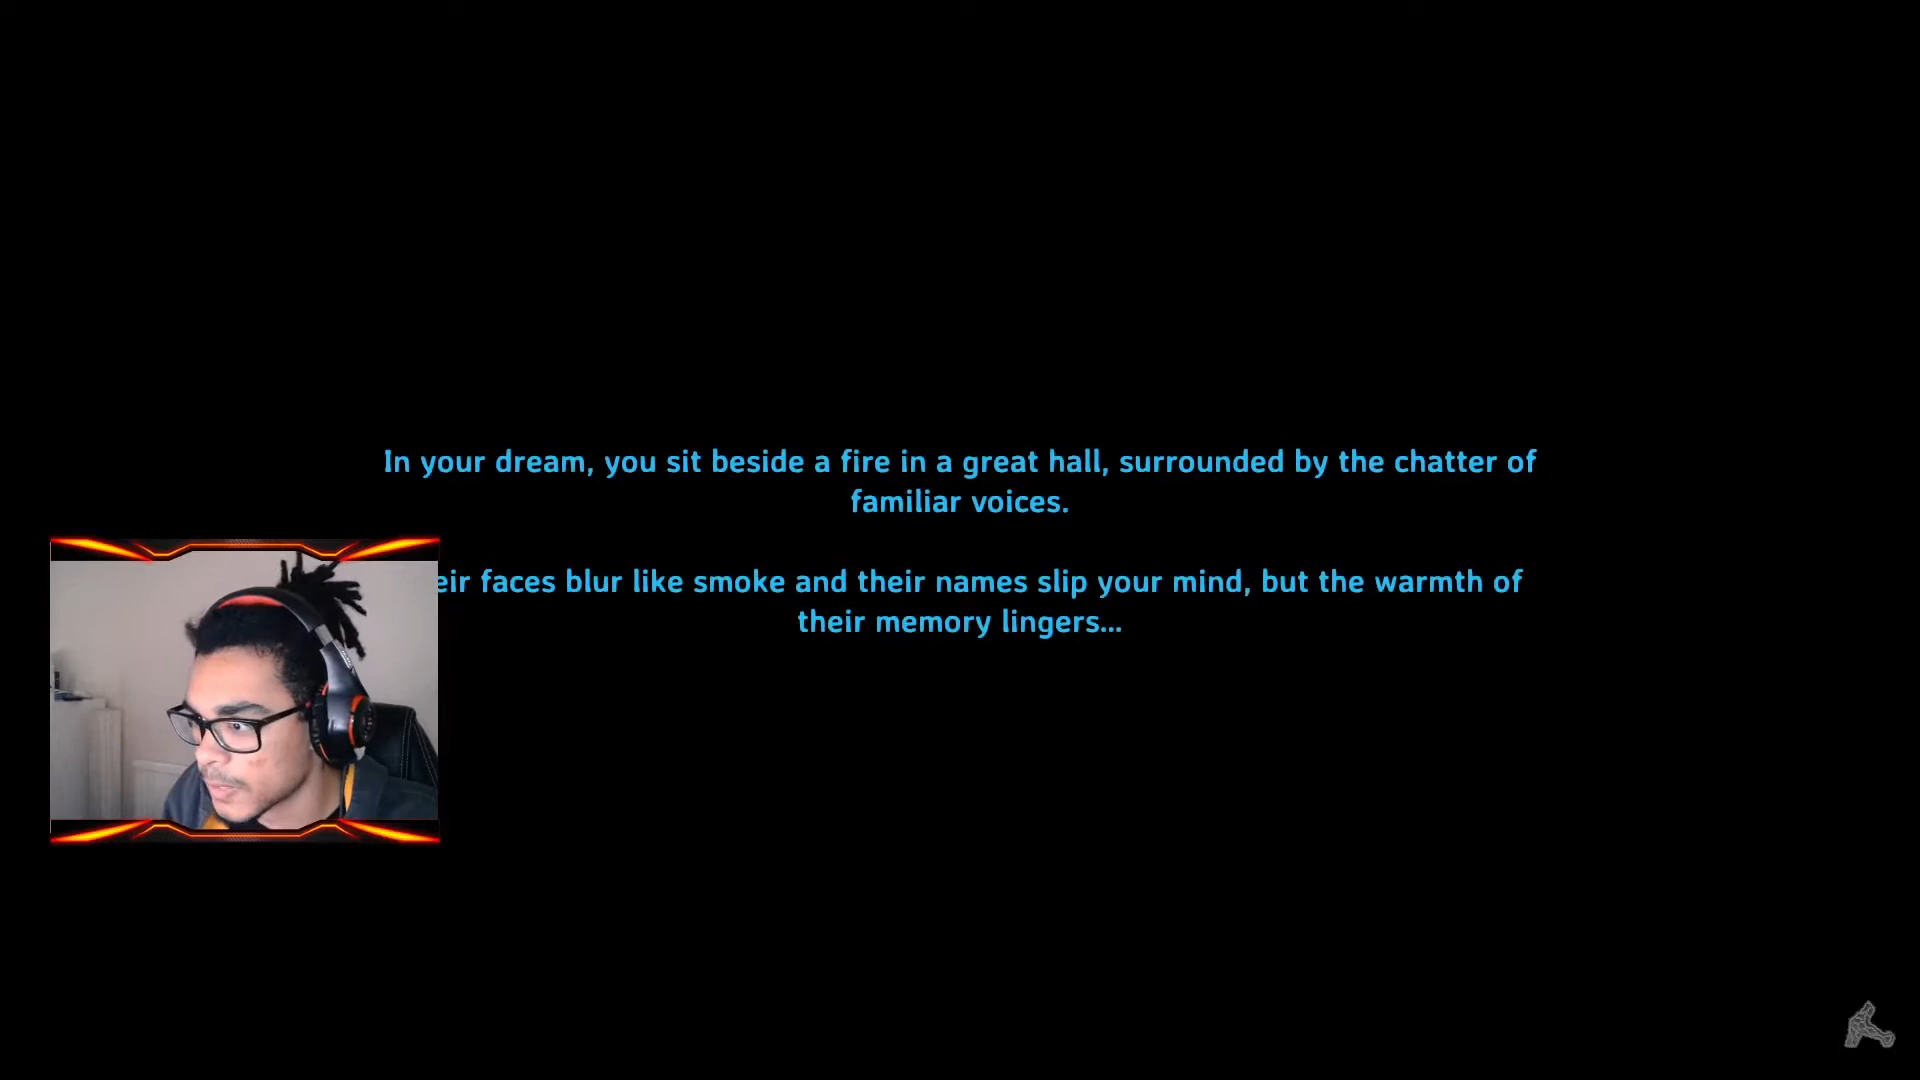 In your dream, you sit beside a fire in a great hall, surrounded by the chatter of
familiar voices.
faces blur like smoke and their names slip your mind, but the warmth of
their memory lingers...